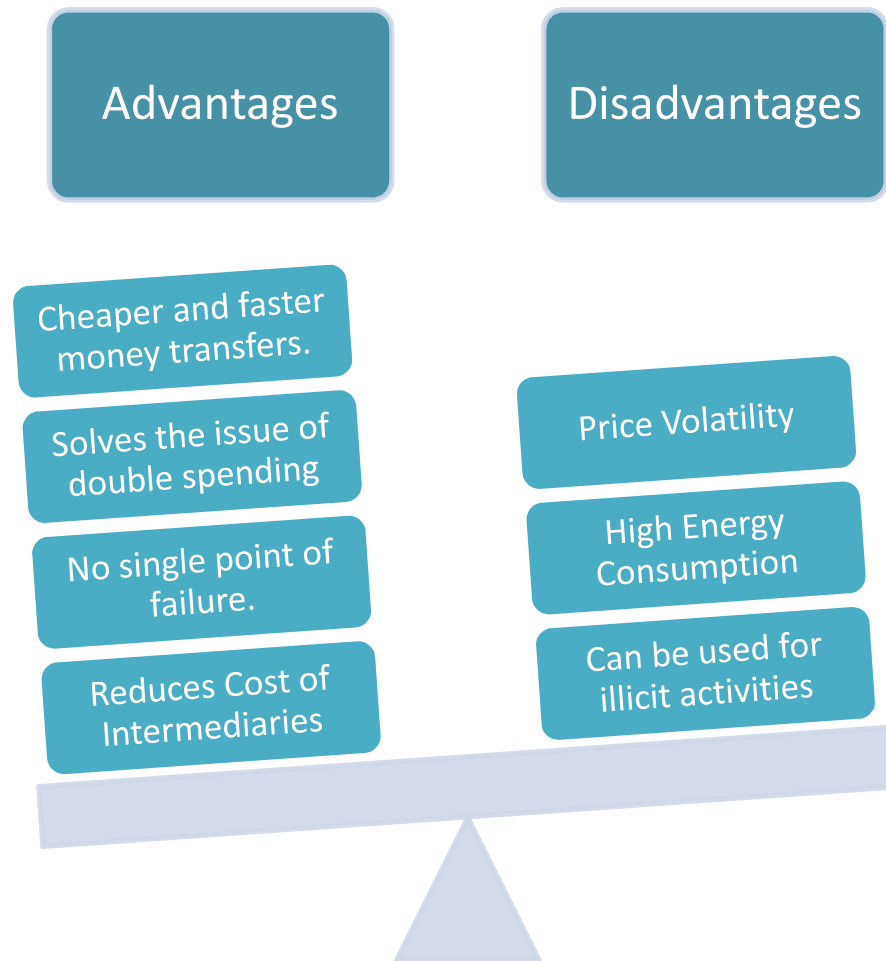 Advantages
Disadvantages
Cheaper and faster
money transfers.
Solves the issue of
double spending
No single point of
failure.
Reduces Cost of
Intermediaries
Price Volatility
High Energy
Consumption
Can be used for
illicit activities